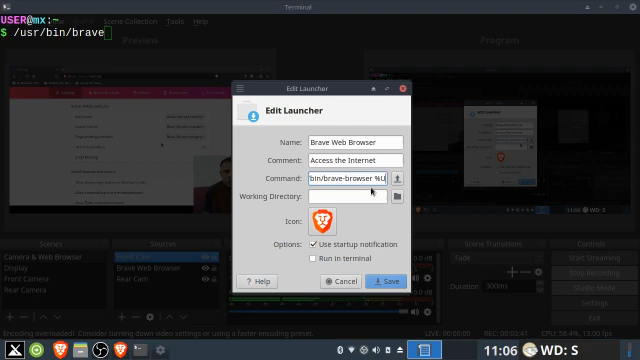 Terminal
USER@mx:~
$ /usr/bin/brave
Scene Collection Tools Help
Preview
Program
Edit Launcher
Edit Launcher
Name: Brave Web Browser
Comment: Access the Internet
Command: 'bin/brave-browser %U
Working Directory:
Icon:
Options: Use startup notification
Run in terminal
Help
Cancel
Save
Scenes
Camera & Web Browser
Display
Front Camera
Rear Camera
Sources
Front Cam
Brave Web Browser
Rear Cam
Scene Transitions
Fade
Duration 300ms
Controls
Start Streaming
Stop Recording
Studio Mode
Settings
Exit
Encoding overloaded! Consider turning down video settings or using a faster encoding preset.
LIVE: 00:00:00
REC: 00:03:41
CPU: 58.4%, 13.00 fps
11:06 WD: S
11:06 WD: S